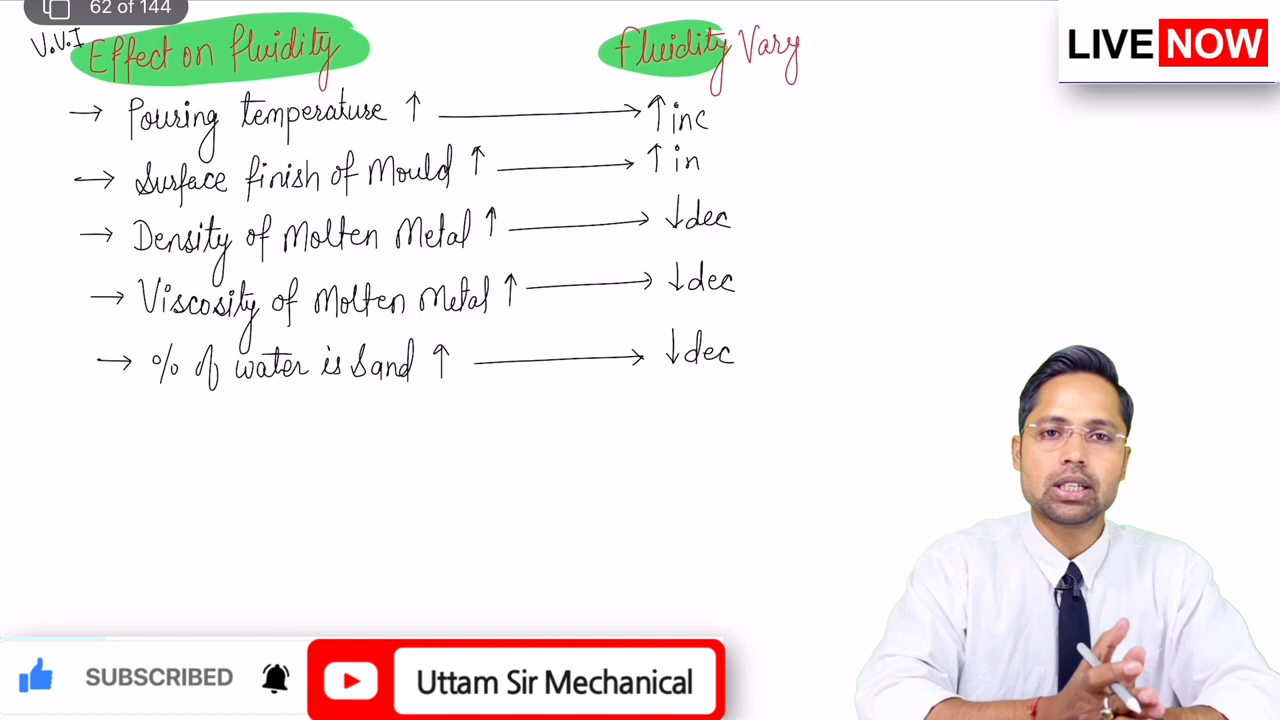 62 of 144
V.V.I Effect on fluidity
Fluidity Vary
LIVE NOW
→ Pouring temperature ↑ → ↑ inc
→ Surface finish of Mould ↑ → ↑ in
→ Density of Molten Metal ↑ → ↓ dec
→ Viscosity of Molten Metal ↑ → ↓ dec
→ % of water is Sand ↑ → ↓ dec
SUBSCRIBED
Uttam Sir Mechanical